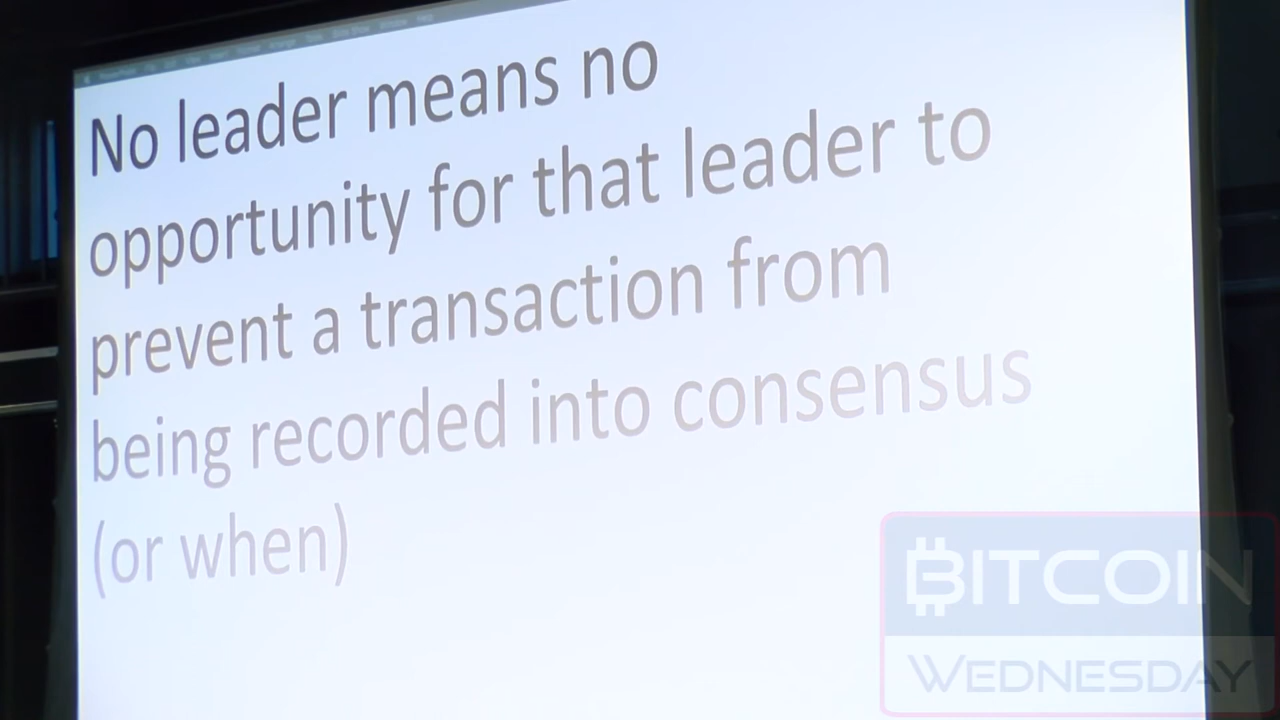 No leader means no
opportunity for that leader to
prevent a transaction from
being recorded into consensus
(or when)
BITCOIN
WEDNESDAY